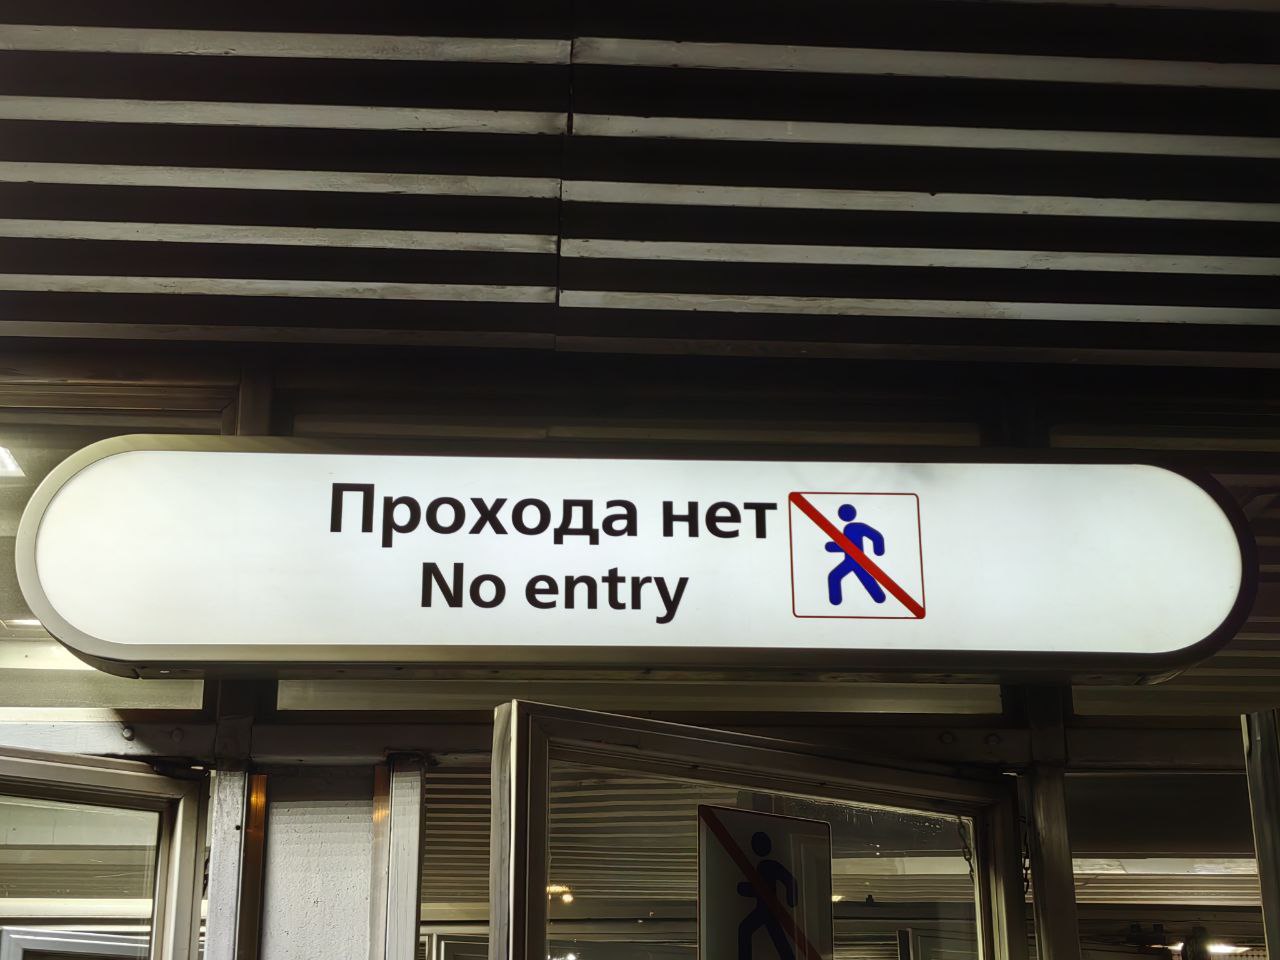 Прохода нет
No entry